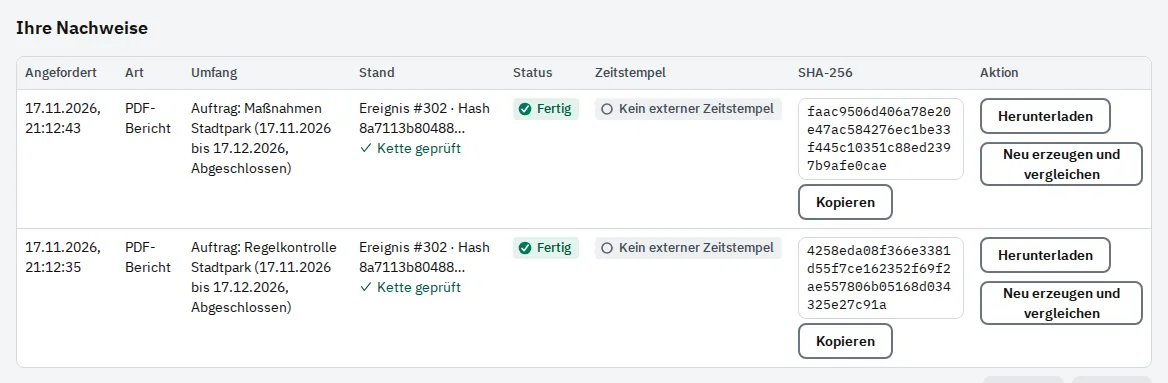 Ihre Nachweise
Angefordert Art Umfang Stand Status Zeitstempel SHA-256 Aktion
17.11.2026,
21:12:43
PDF-
Bericht
Auftrag: Maßnahmen
Stadtpark (17.11.2026
bis 17.12.2026,
Abgeschlossen)
Ereignis #302 · Hash
8a7113b80488…
✓ Kette geprüft
Fertig
Kein externer Zeitstempel
faac9506d406a78e20
e47ac584276ec1be33
f445c10351c88ed239
7b9afe0cae
Kopieren
Herunterladen
Neu erzeugen und
vergleichen
17.11.2026,
21:12:35
PDF-
Bericht
Auftrag: Regelkontrolle
Stadtpark (17.11.2026
bis 17.12.2026,
Abgeschlossen)
Ereignis #302 · Hash
8a7113b80488…
✓ Kette geprüft
Fertig
Kein externer Zeitstempel
4258eda08f366e3381
d55f7ce162352f69f2
ae557806b05168d034
325e27c91a
Kopieren
Herunterladen
Neu erzeugen und
vergleichen